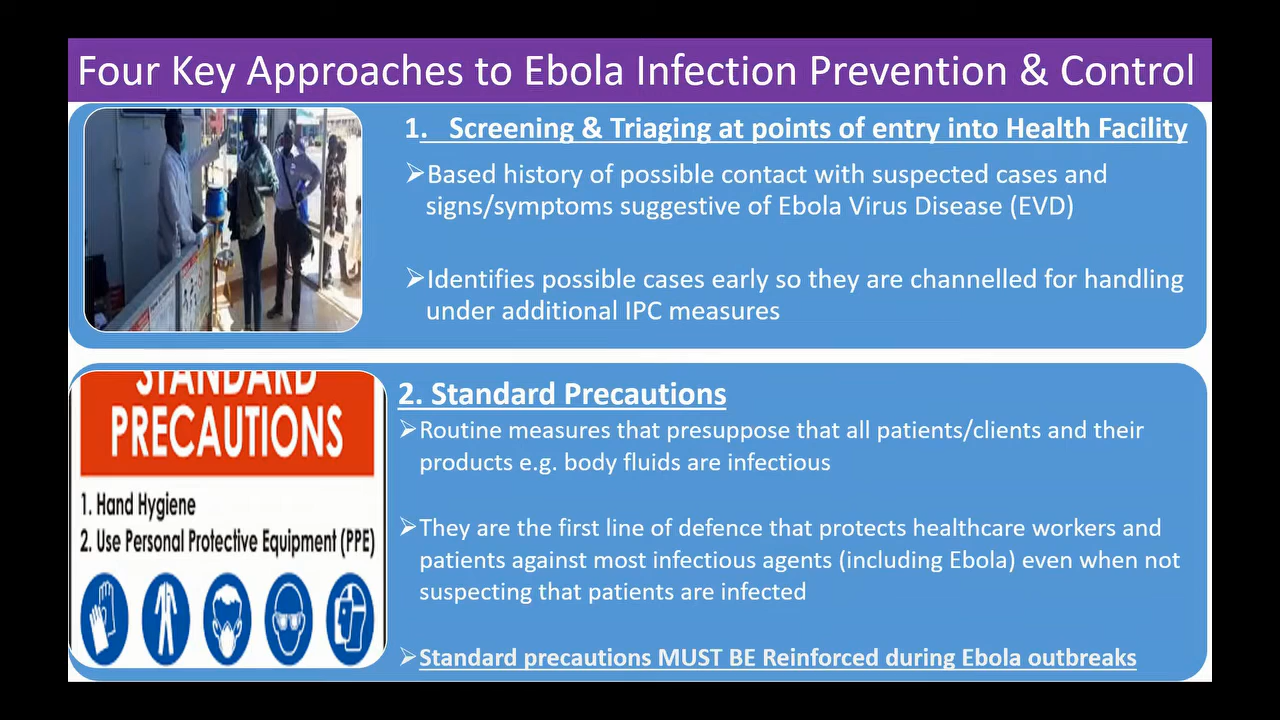 Four Key Approaches to Ebola Infection Prevention & Control
1. Screening & Triaging at points of entry into Health Facility
➢Based history of possible contact with suspected cases and
signs/symptoms suggestive of Ebola Virus Disease (EVD)
➢Identifies possible cases early so they are channelled for handling
under additional IPC measures
STANDARD
PRECAUTIONS
1. Hand Hygiene
2. Use Personal Protective Equipment (PPE)
2. Standard Precautions
➢Routine measures that presuppose that all patients/clients and their
products e.g. body fluids are infectious
➢They are the first line of defence that protects healthcare workers and
patients against most infectious agents (including Ebola) even when not
suspecting that patients are infected
➢Standard precautions MUST BE Reinforced during Ebola outbreaks